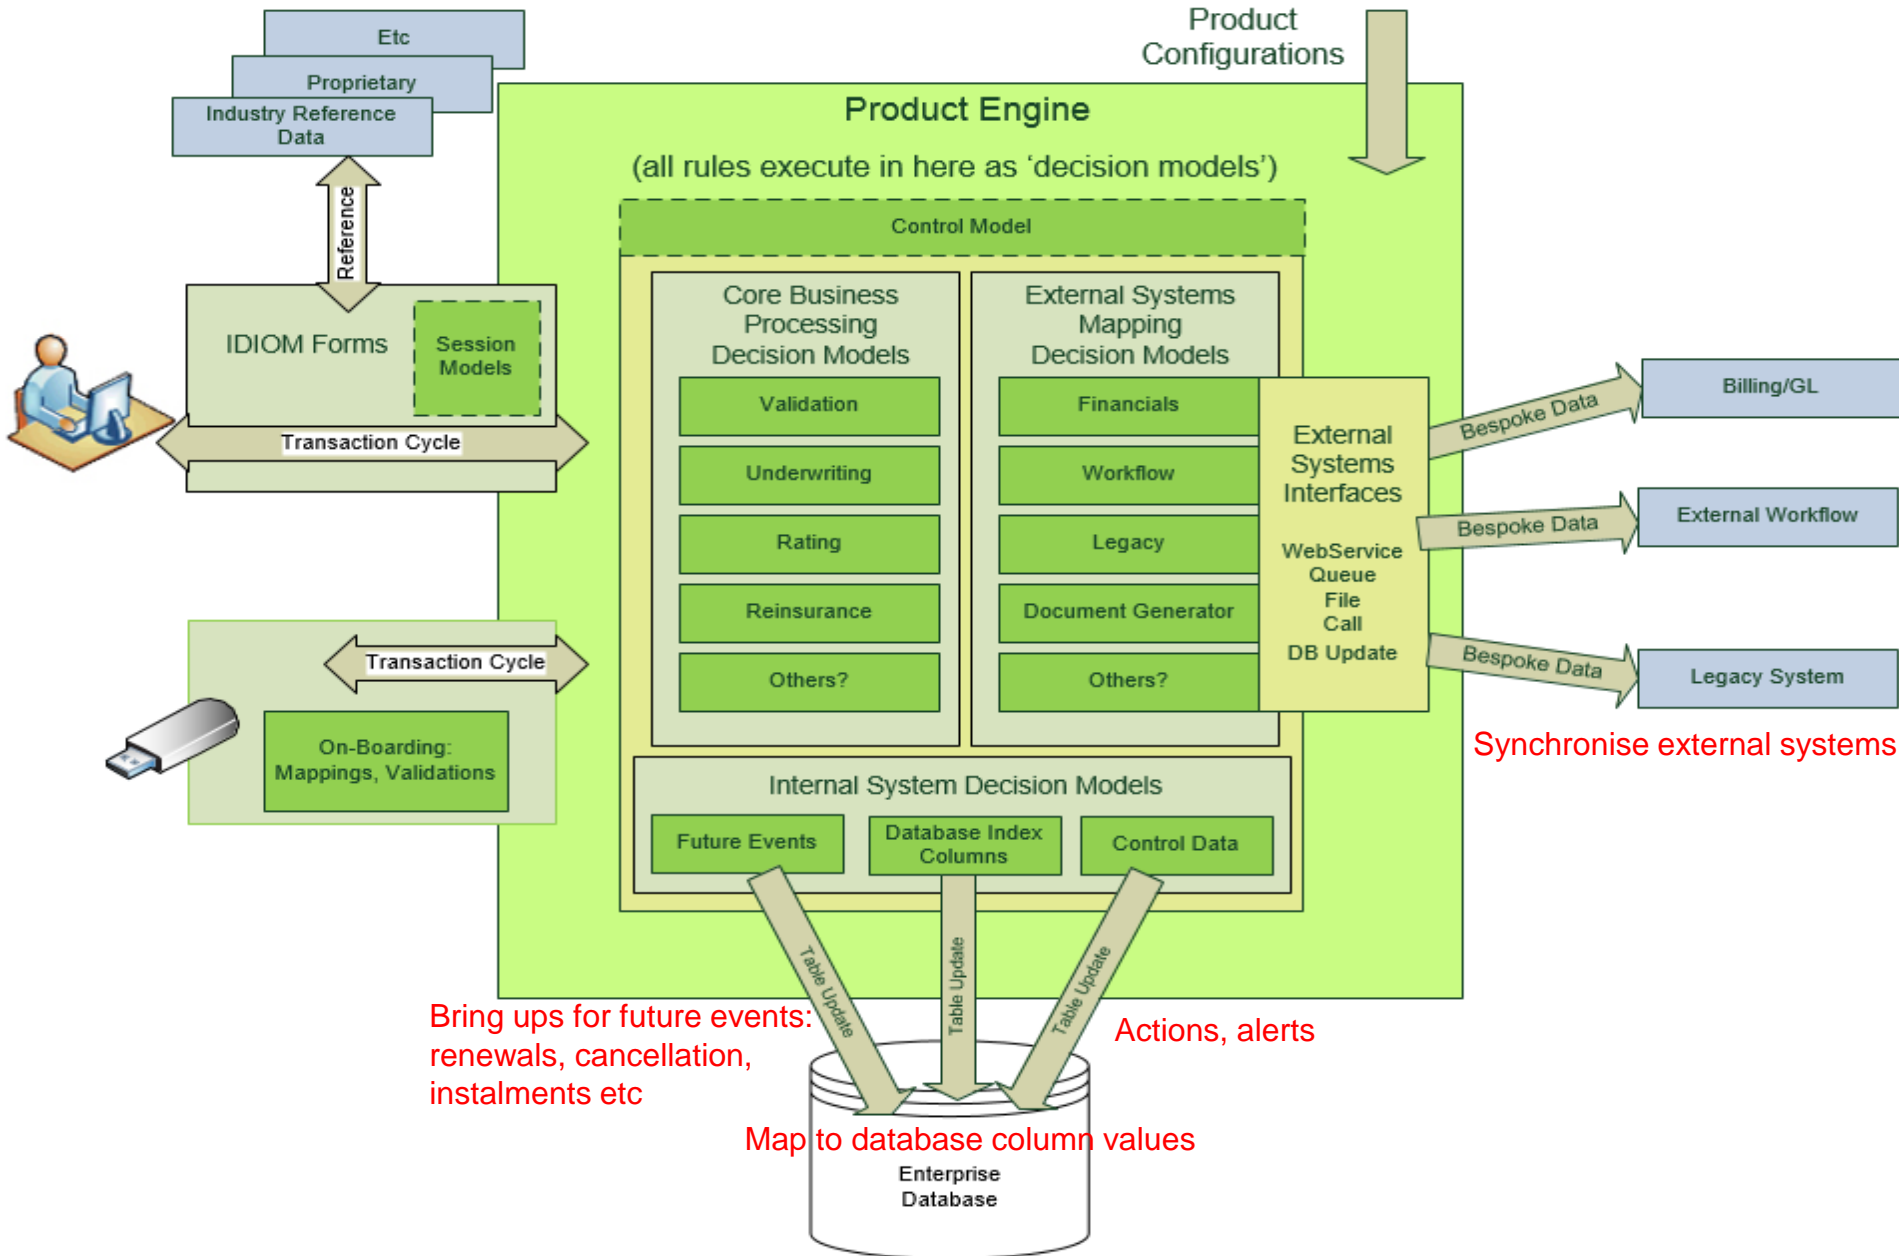 Etc
Proprietary
Industry Reference
Data
Product
Configurations
Product Engine
(all rules execute in here as ‘decision models’)
Control Model
Reference
IDIOM Forms
Session
Models
Transaction Cycle
Core Business
Processing
Decision Models
Validation
Underwriting
Rating
Reinsurance
Others?
External Systems
Mapping
Decision Models
Financials
Workflow
Legacy
Document Generator
Others?
External
Systems
Interfaces
WebService
Queue
File
Call
DB Update
Bespoke Data
Billing/GL
Bespoke Data
External Workflow
Bespoke Data
Legacy System
Synchronise external systems
Transaction Cycle
On-Boarding:
Mappings, Validations
Internal System Decision Models
Future Events
Database Index
Columns
Control Data
Table Update
Table Update
Table Update
Bring ups for future events:
renewals, cancellation,
instalments etc
Actions, alerts
Map to database column values
Enterprise
Database